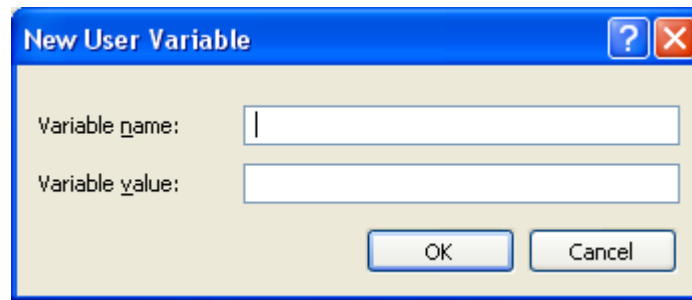 New User Variable
?
Variable name:
Variable value:
OK Cancel